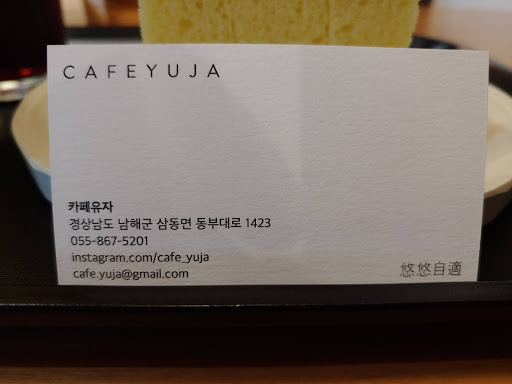 CAFEYUJA
카페유자
경상남도 남해군 삼동면 동부대로 1423
055-867-5201
instagram.com/cafe_yuja
cafe.yuja@gmail.com
悠悠自適